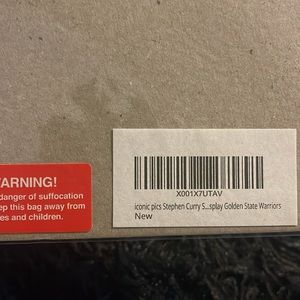 ARNING!
danger of suffocation
ep this bag away from
es and children.
X001X7UTAV
iconic pics Stephen Curry S...splay Golden State Warriors
New